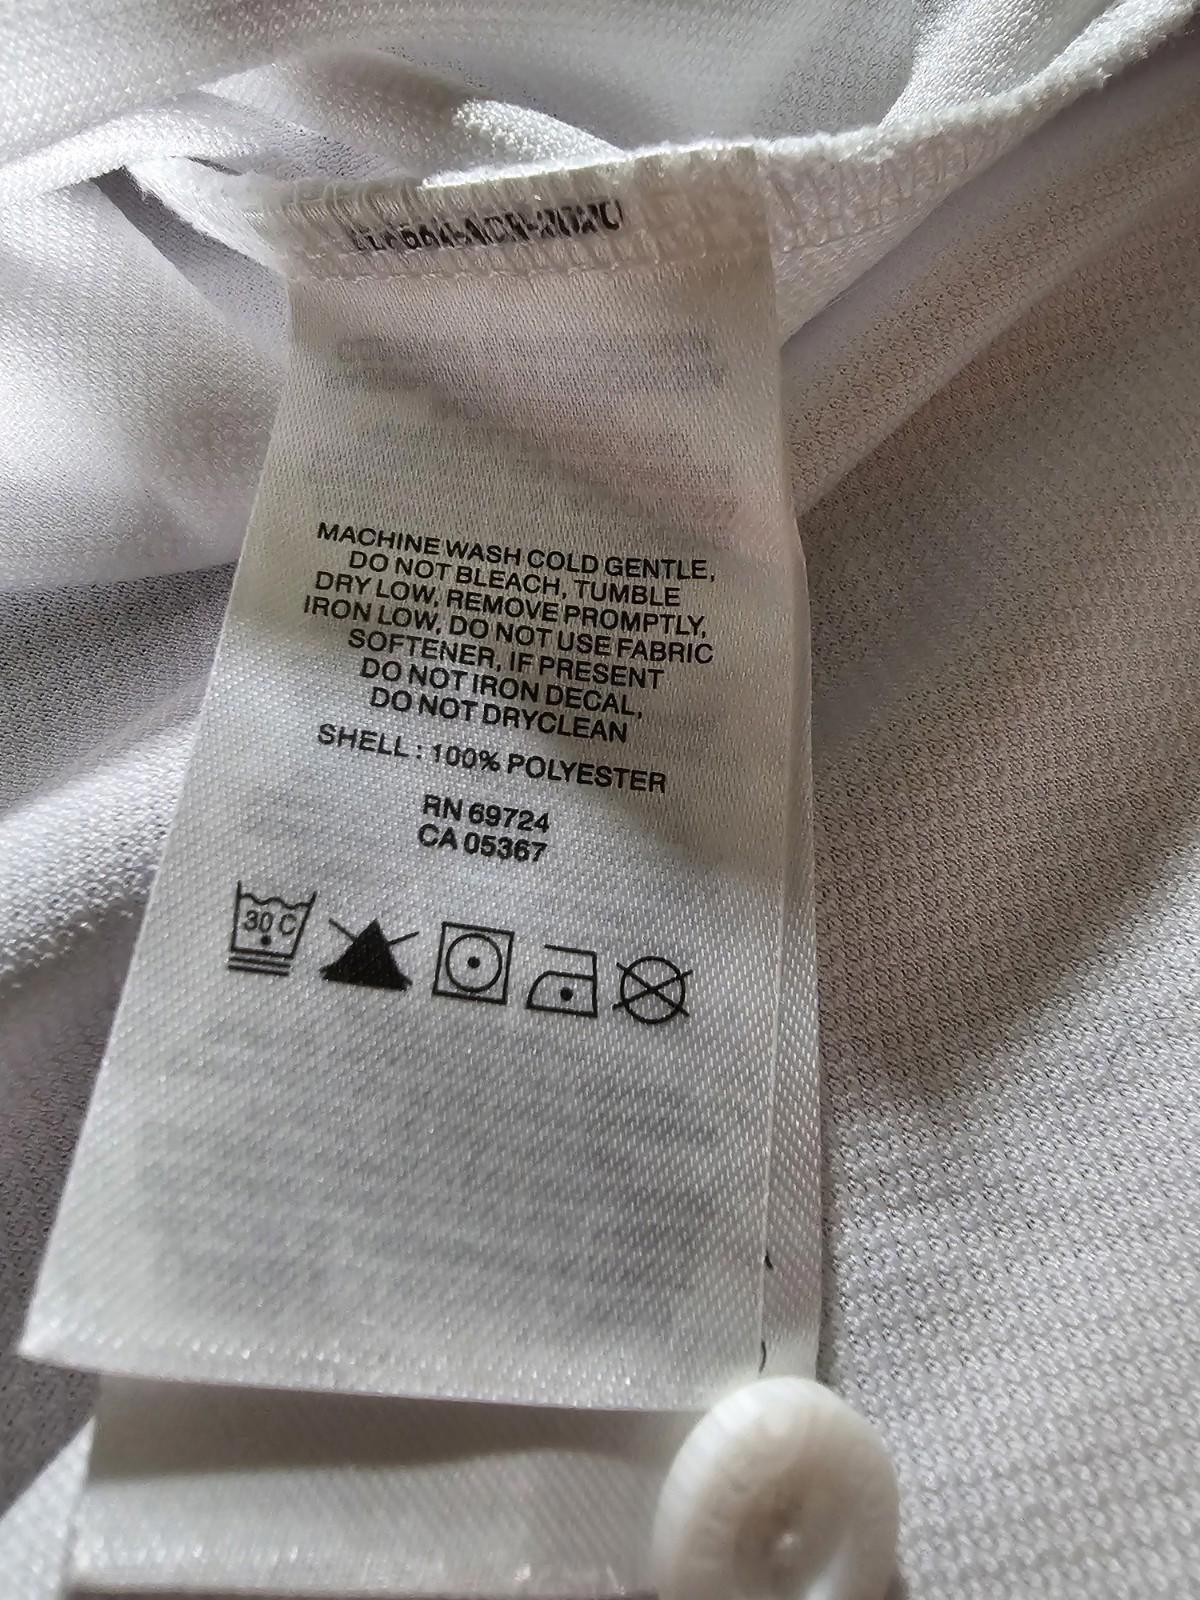 MACHINE WASH COLD GENTLE,
DO NOT BLEACH, TUMBLE
DRY LOW, REMOVE PROMPTLY,
IRON LOW, DO NOT USE FABRIC
SOFTENER, IF PRESENT
DO NOT IRON DECAL,
DO NOT DRYCLEAN
SHELL : 100% POLYESTER
RN 69724
CA 05367
30 C